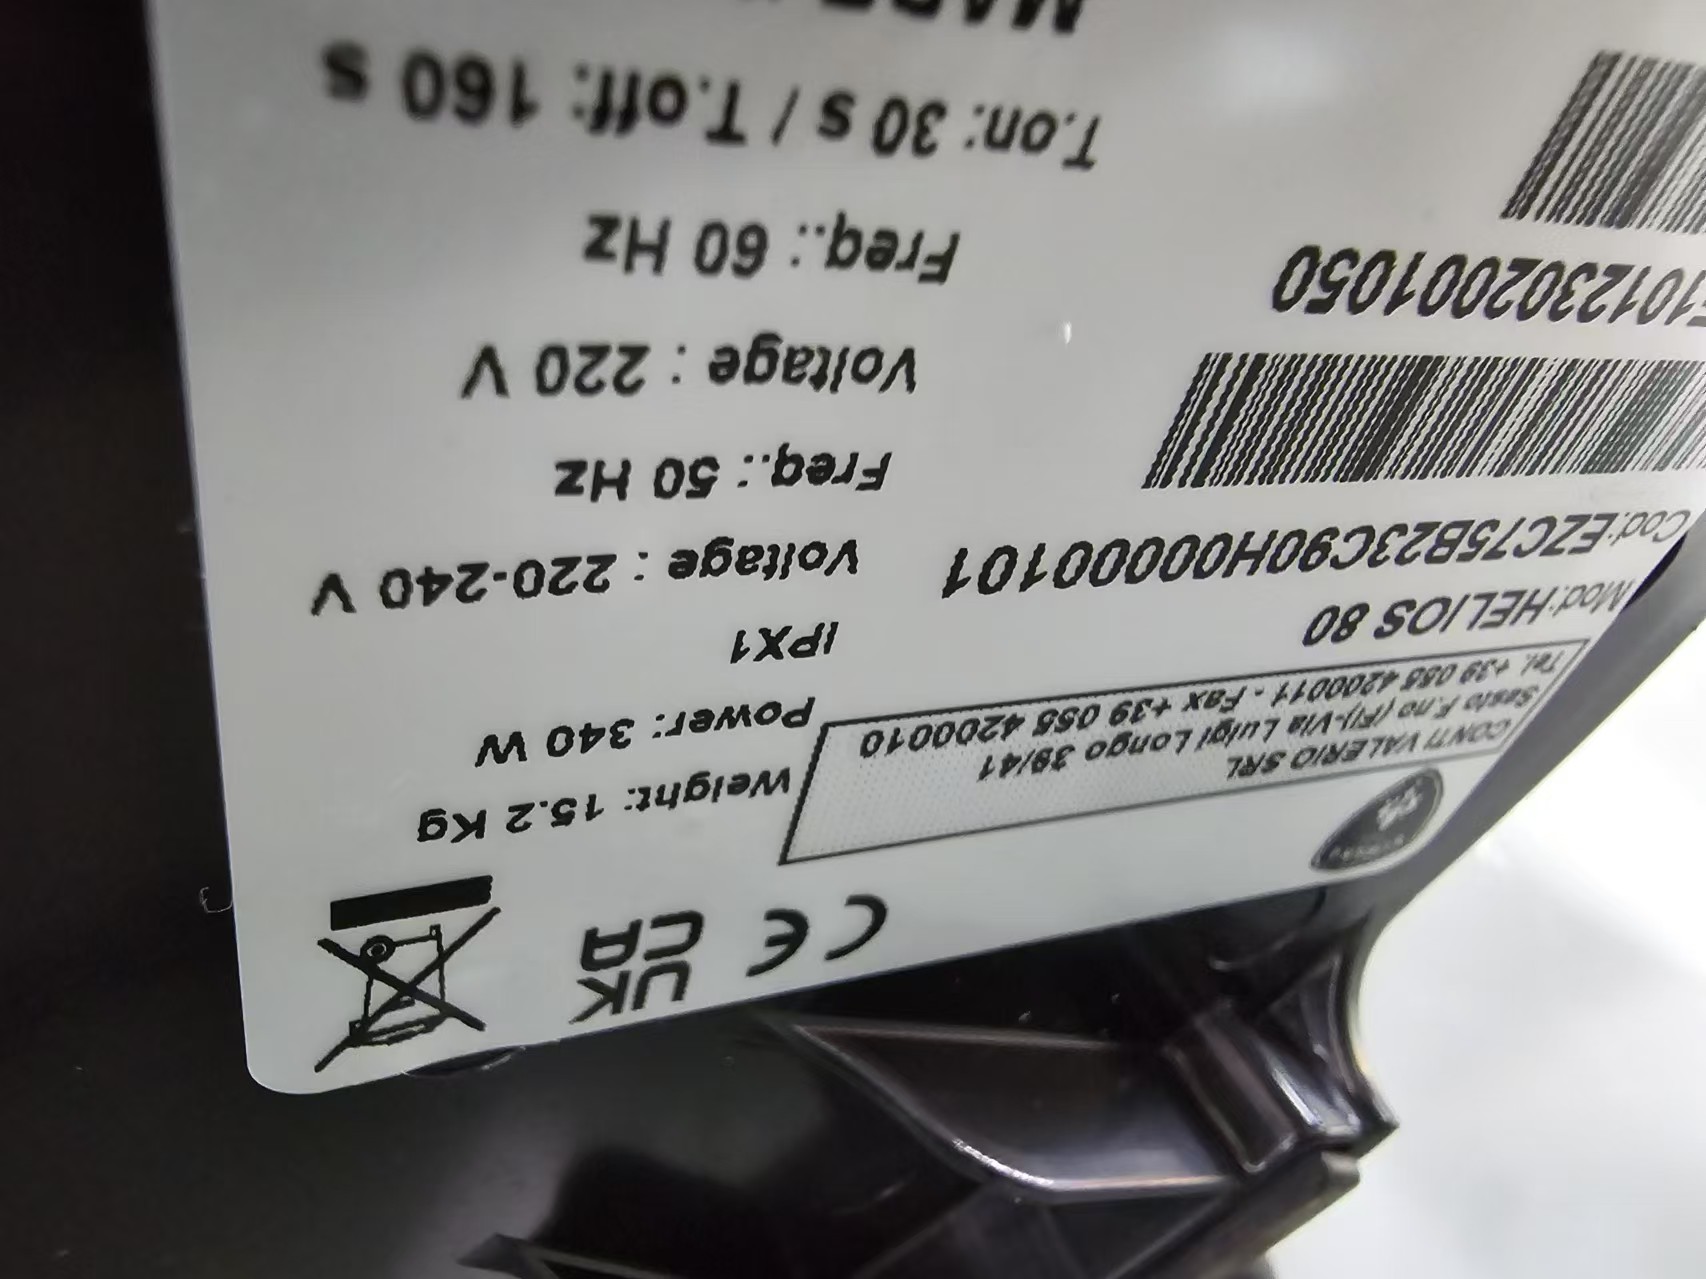 CONTI VALERIO SRL
Sesto F.no (FI)-Via Luigi Longo 39/41
Tel. +39 055 4200011 - Fax +39 055 4200010
Mod:HELIOS 80
Cod:EZC75B23C90H00000101
1012302001050
CE
UK
CA
Weight: 15.2 Kg
Power: 340 W
IPX1
Voltage : 220-240 V
Freq.: 50 Hz
Voltage : 220 V
Freq.: 60 Hz
T.on: 30 s / T.off: 160 s
MADE